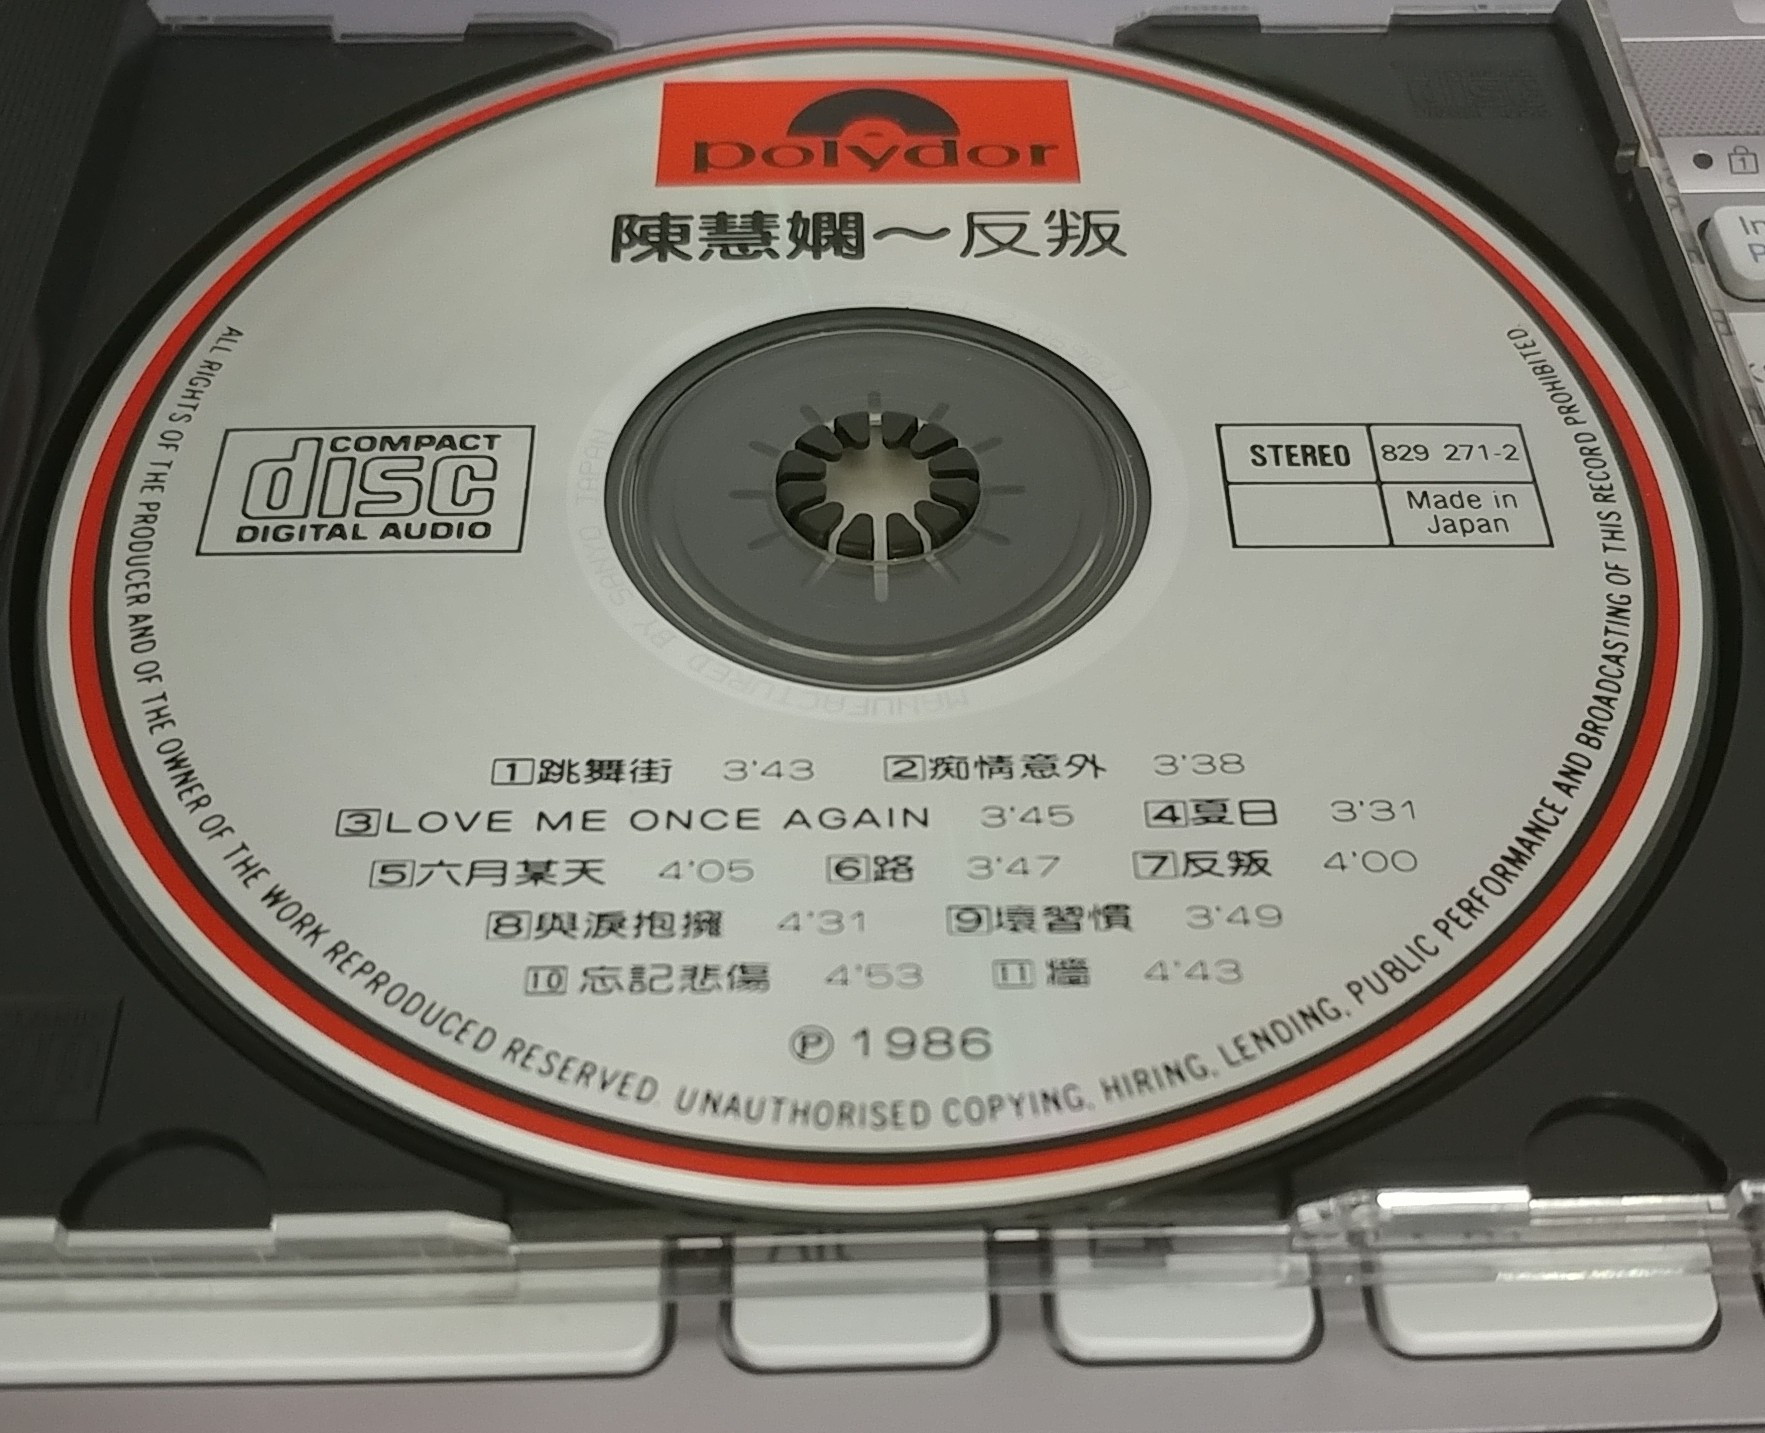 polydor
陳慧嫻～反叛
COMPACT
disc
DIGITAL AUDIO
STEREO 829 271-2
Made in
Japan
1跳舞街 3'43 2痴情意外 3'38
3LOVE ME ONCE AGAIN 3'45 4夏日 3'31
5六月某天 4'05 6路 3'47 7反叛 4'00
8與淚抱擁 4'31 9壞習慣 3'49
10 忘記悲傷 4'53 11 牆 4'43
Ⓟ 1986
ALL RIGHTS OF THE PRODUCER AND OF THE OWNER OF THE WORK REPRODUCED RESERVED. UNAUTHORISED COPYING, HIRING, LENDING, PUBLIC PERFORMANCE AND BROADCASTING OF THIS RECORD PROHIBITED.
MANUFACTURED BY SANYO JAPAN
Alt